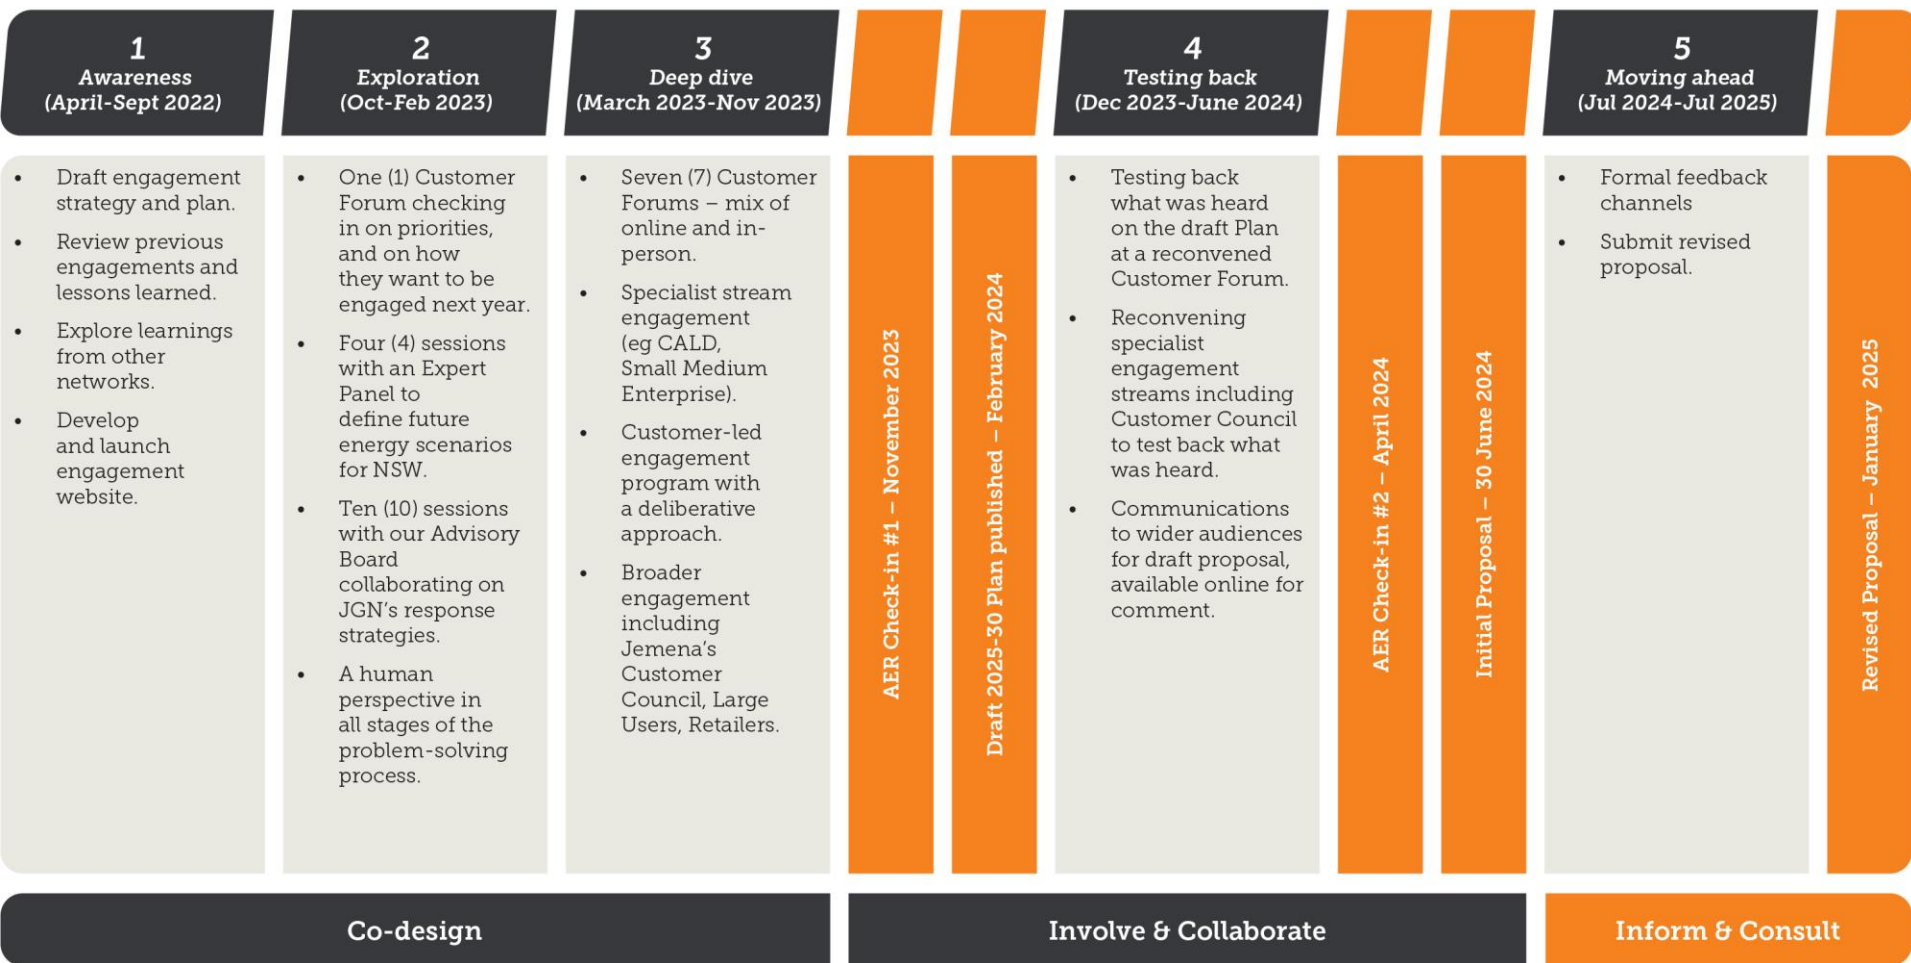 1
Awareness
(April-Sept 2022)
• Draft engagement
strategy and plan.
• Review previous
engagements and
lessons learned.
• Explore learnings
from other
networks.
• Develop
and launch
engagement
website.
2
Exploration
(Oct-Feb 2023)
• One (1) Customer
Forum checking
in on priorities,
and on how
they want to be
engaged next year.
• Four (4) sessions
with an Expert
Panel to
define future
energy scenarios
for NSW.
• Ten (10) sessions
with our Advisory
Board
collaborating on
JGN’s response
strategies.
• A human
perspective in
all stages of the
problem-solving
process.
3
Deep dive
(March 2023-Nov 2023)
• Seven (7) Customer
Forums – mix of
online and in-
person.
• Specialist stream
engagement
(eg CALD,
Small Medium
Enterprise).
• Customer-led
engagement
program with
a deliberative
approach.
• Broader
engagement
including
Jemena’s
Customer
Council, Large
Users, Retailers.
AER Check-in #1 – November 2023
Draft 2025-30 Plan published – February 2024
4
Testing back
(Dec 2023-June 2024)
• Testing back
what was heard
on the draft Plan
at a reconvened
Customer Forum.
• Reconvening
specialist
engagement
streams including
Customer Council
to test back what
was heard.
• Communications
to wider audiences
for draft proposal,
available online for
comment.
AER Check-in #2 – April 2024
Initial Proposal – 30 June 2024
5
Moving ahead
(Jul 2024-Jul 2025)
• Formal feedback
channels
• Submit revised
proposal.
Revised Proposal – January 2025
Co-design
Involve & Collaborate
Inform & Consult